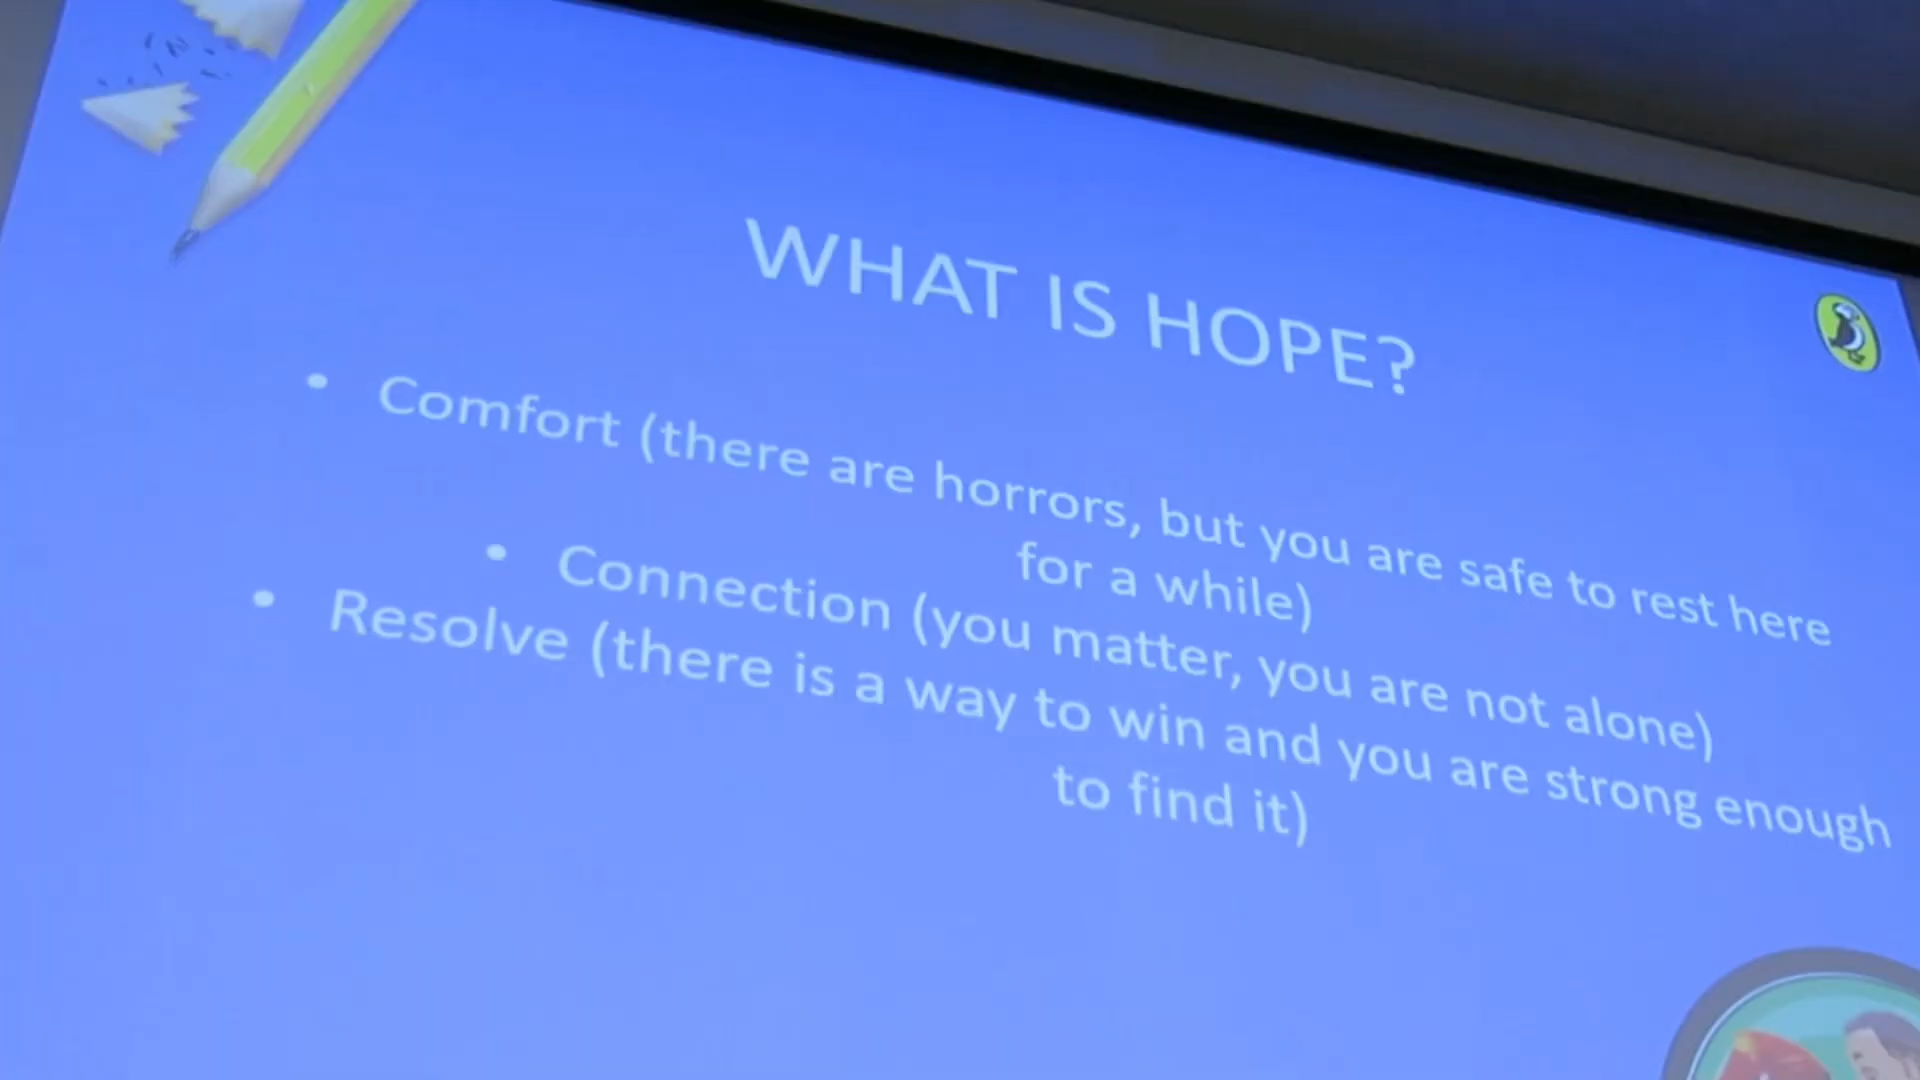 WHAT IS HOPE?
• Comfort (there are horrors, but you are safe to rest here
for a while)
• Connection (you matter, you are not alone)
• Resolve (there is a way to win and you are strong enough
to find it)